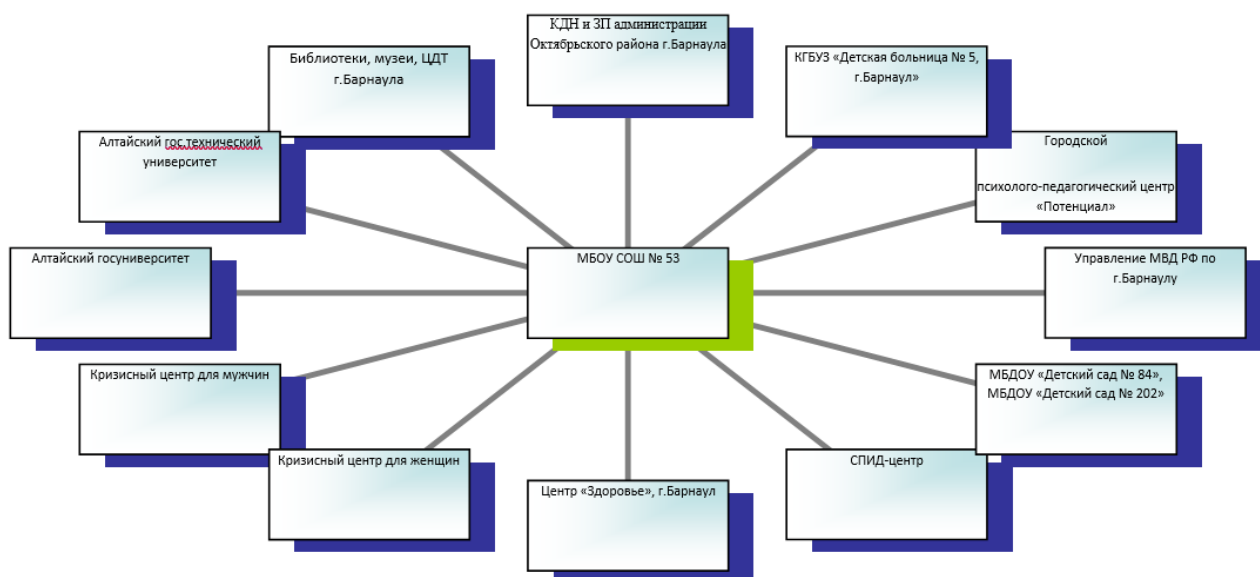 КДН и ЗП администрации
Октябрьского района г.Барнаула
Библиотеки, музеи, ЦДТ
г.Барнаула
КГБУЗ «Детская больница № 5,
г.Барнаул»
Алтайский гос.технический
университет
Городской
психолого-педагогический центр
«Потенциал»
Алтайский госуниверситет
МБОУ СОШ № 53
Управление МВД РФ по
г.Барнаулу
Кризисный центр для мужчин
МБДОУ «Детский сад № 84»,
МБДОУ «Детский сад № 202»
Кризисный центр для женщин
СПИД-центр
Центр «Здоровье», г.Барнаул